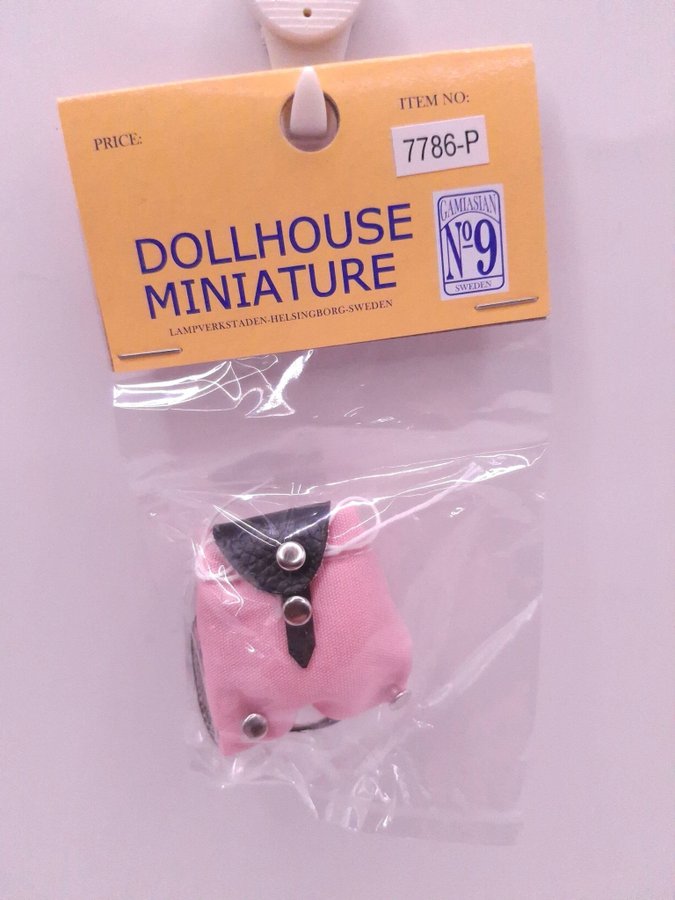 PRICE:
ITEM NO:
7786-P
DOLLHOUSE
MINIATURE
LAMPVERKSTADEN-HELSINGBORG-SWEDEN
GAMIASIAN
Nº9
SWEDEN